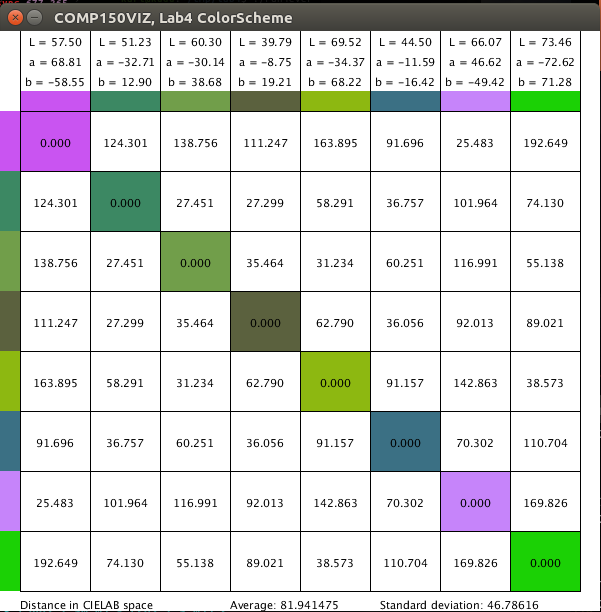 COMP150VIZ, Lab4 ColorScheme
L = 57.50 L = 51.23 L = 60.30 L = 39.79 L = 69.52 L = 44.50 L = 66.07 L = 73.46
a = 68.81 a = -32.71 a = -30.14 a = -8.75 a = -34.37 a = -11.59 a = 46.62 a = -72.62
b = -58.55 b = 12.90 b = 38.68 b = 19.21 b = 68.22 b = -16.42 b = -49.42 b = 71.28
0.000 124.301 138.756 111.247 163.895 91.696 25.483 192.649
124.301 0.000 27.451 27.299 58.291 36.757 101.964 74.130
138.756 27.451 0.000 35.464 31.234 60.251 116.991 55.138
111.247 27.299 35.464 0.000 62.790 36.056 92.013 89.021
163.895 58.291 31.234 62.790 0.000 91.157 142.863 38.573
91.696 36.757 60.251 36.056 91.157 0.000 70.302 110.704
25.483 101.964 116.991 92.013 142.863 70.302 0.000 169.826
192.649 74.130 55.138 89.021 38.573 110.704 169.826 0.000
Distance in CIELAB space Average: 81.941475 Standard deviation: 46.78616